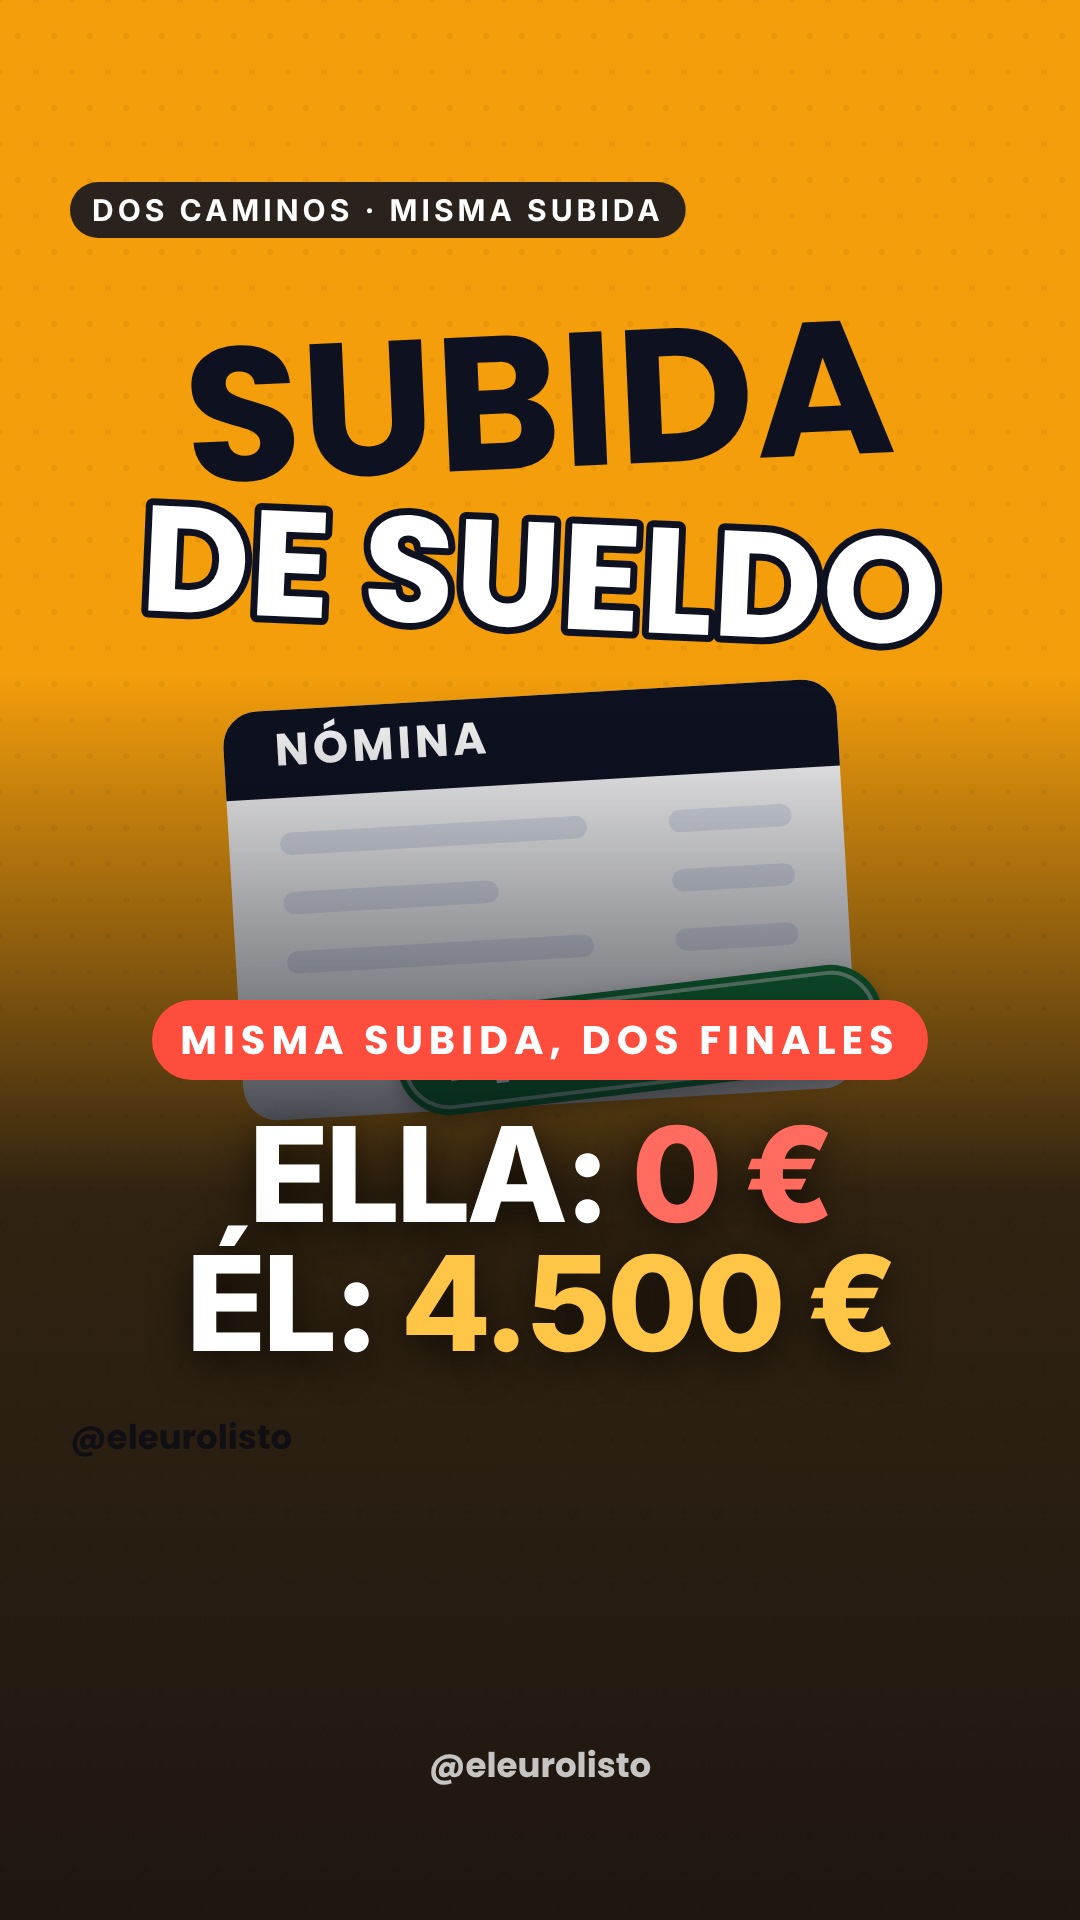 DOS CAMINOS · MISMA SUBIDA
SUBIDA
DE SUELDO
NÓMINA
MISMA SUBIDA, DOS FINALES
ELLA: 0 €
ÉL: 4.500 €
@eleurolisto
@eleurolisto